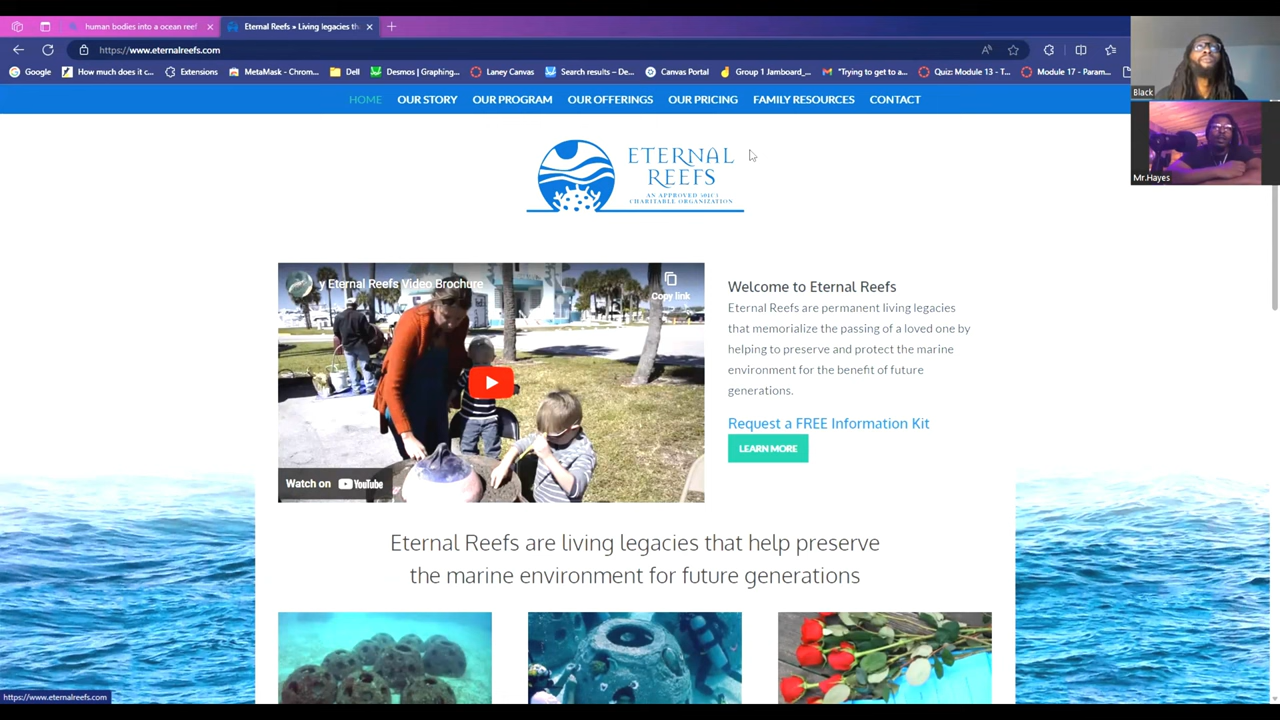 human bodies into a ocean reef
Eternal Reefs » Living legacies th
https://www.eternalreefs.com
Google
How much does it c...
Extensions
MetaMask - Chrom...
Dell
Desmos | Graphing...
Laney Canvas
Search results – De...
Canvas Portal
Group 1 Jamboard_...
"Trying to get to a...
Quiz: Module 13 - T...
Module 17 - Param...
Black
Mr.Hayes
HOME
OUR STORY
OUR PROGRAM
OUR OFFERINGS
OUR PRICING
FAMILY RESOURCES
CONTACT
ETERNAL
REEFS
AN APPROVED 501C3
CHARITABLE ORGANIZATION
y Eternal Reefs Video Brochure
Copy link
Watch on YouTube
Welcome to Eternal Reefs
Eternal Reefs are permanent living legacies
that memorialize the passing of a loved one by
helping to preserve and protect the marine
environment for the benefit of future
generations.
Request a FREE Information Kit
LEARN MORE
Eternal Reefs are living legacies that help preserve
the marine environment for future generations
https://www.eternalreefs.com